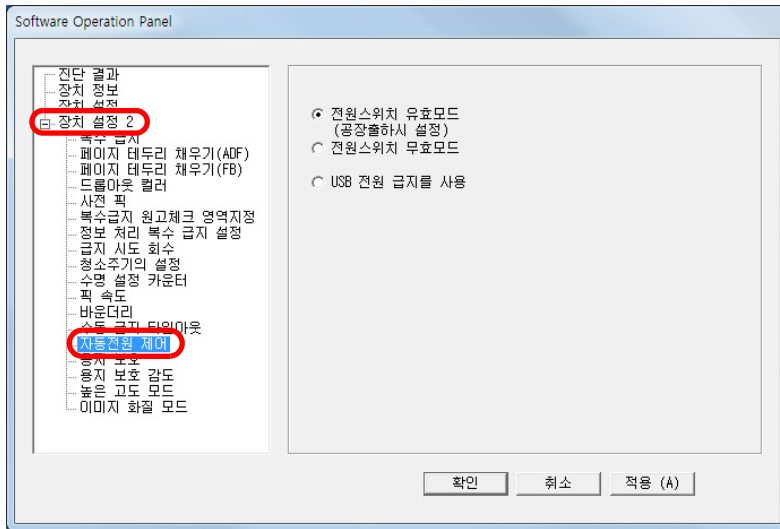 Software Operation Panel
진단 결과
장치 정보
장치 설정
장치 설정 2
복수 급지
페이지 테두리 채우기(ADF)
페이지 테두리 채우기(FB)
드롭아웃 컬러
사전 픽
복수급지 원고체크 영역지정
정보 처리 복수 급지 설정
급지 시도 회수
청소주기의 설정
수명 설정 카운터
픽 속도
바운더리
수동 급지 타임아웃
자동전원 제어
용지 보호
용지 보호 감도
높은 고도 모드
이미지 화질 모드
전원스위치 유효모드
(공장출하시 설정)
전원스위치 무효모드
USB 전원 급지를 사용
확인
취소
적용 (A)